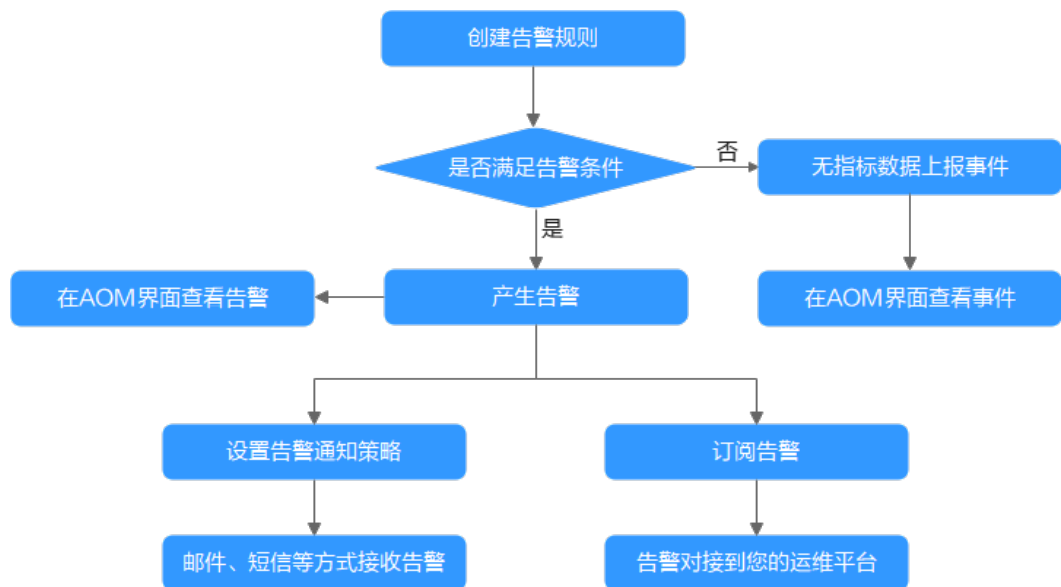 创建告警规则
是否满足告警条件
否
无指标数据上报事件
是
在AOM界面查看告警
产生告警
在AOM界面查看事件
设置告警通知策略
订阅告警
邮件、短信等方式接收告警
告警对接到您的运维平台